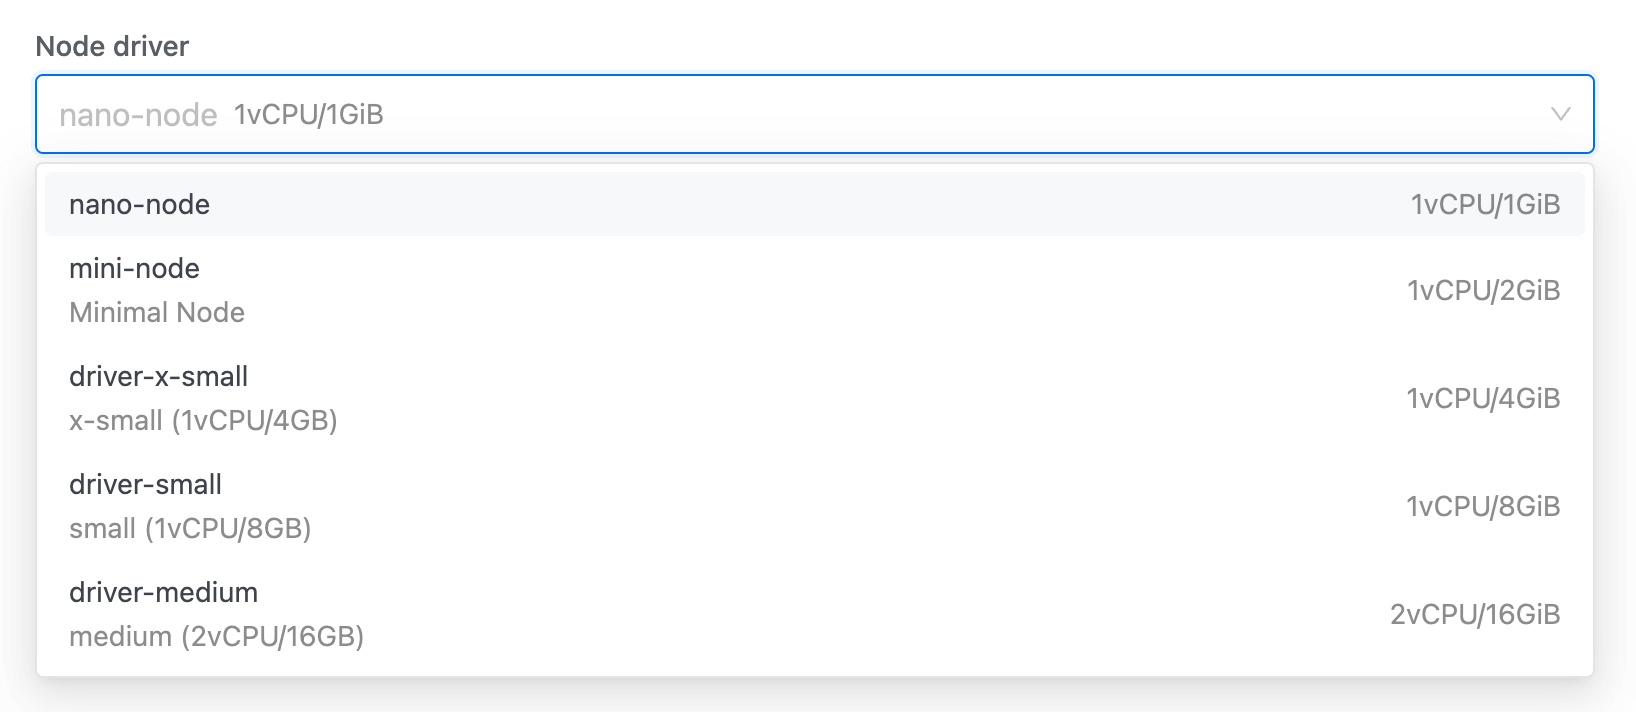 Node driver
nano-node 1vCPU/1GiB
nano-node 1vCPU/1GiB
mini-node
Minimal Node
1vCPU/2GiB
driver-x-small
x-small (1vCPU/4GB)
1vCPU/4GiB
driver-small
small (1vCPU/8GB)
1vCPU/8GiB
driver-medium
medium (2vCPU/16GB)
2vCPU/16GiB